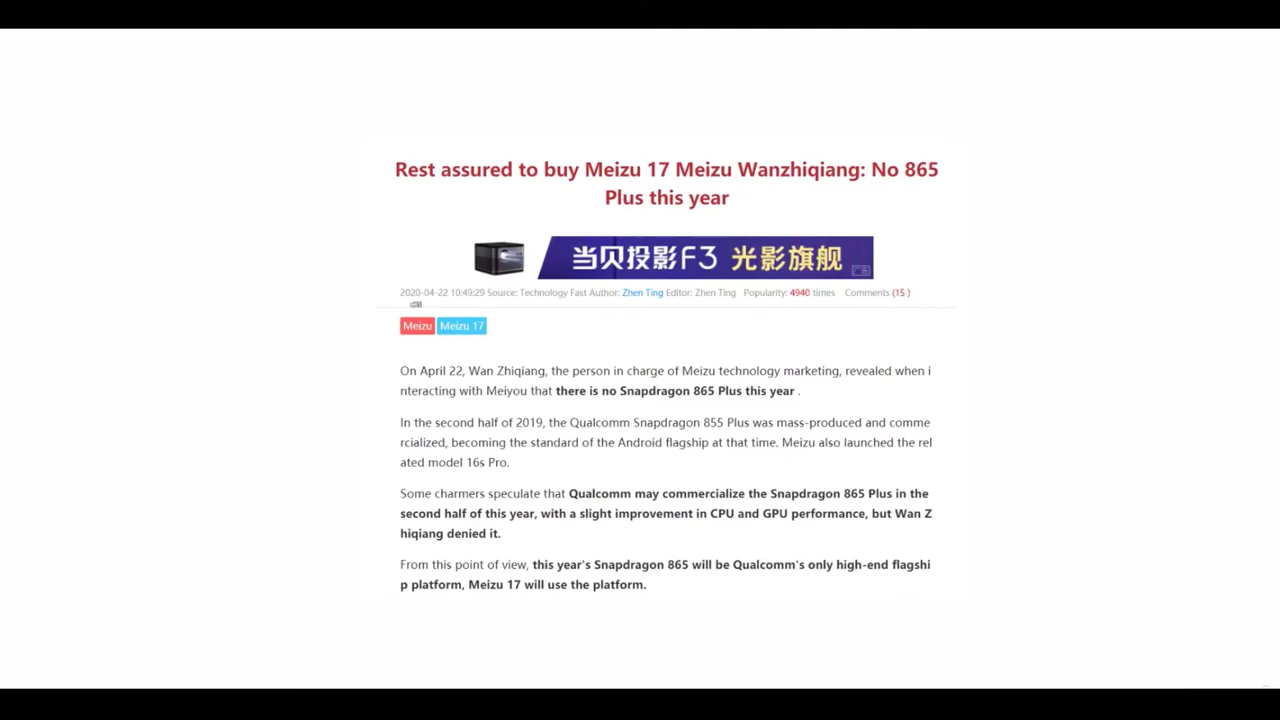 Rest assured to buy Meizu 17 Meizu Wanzhiqiang: No 865
Plus this year
当贝投影F3 光影旗舰
2020-04-22 10:49:29 Source: Technology Fast Author: Zhen Ting Editor: Zhen Ting Popularity: 4940 times Comments (15 )
Meizu Meizu 17
On April 22, Wan Zhiqiang, the person in charge of Meizu technology marketing, revealed when i
nteracting with Meiyou that there is no Snapdragon 865 Plus this year .
In the second half of 2019, the Qualcomm Snapdragon 855 Plus was mass-produced and comme
rcialized, becoming the standard of the Android flagship at that time. Meizu also launched the rel
ated model 16s Pro.
Some charmers speculate that Qualcomm may commercialize the Snapdragon 865 Plus in the
second half of this year, with a slight improvement in CPU and GPU performance, but Wan Z
hiqiang denied it.
From this point of view, this year's Snapdragon 865 will be Qualcomm's only high-end flagshi
p platform, Meizu 17 will use the platform.